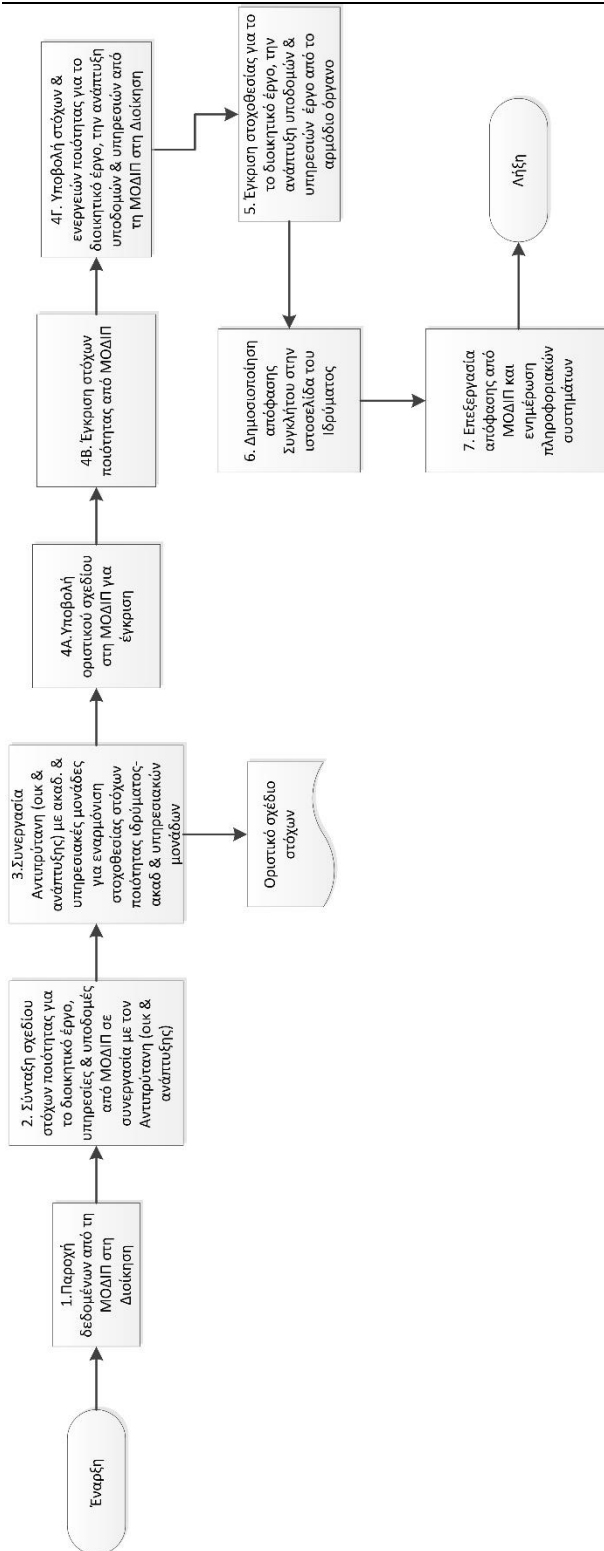 Έναρξη
1.Παροχή
δεδομένων από τη
ΜΟΔΙΠ στη
Διοίκηση
2. Σύνταξη σχεδίου
στόχων ποιότητας για
το διοικητικό έργο,
υπηρεσίες & υποδομές
από ΜΟΔΙΠ σε
συνεργασία με τον
Αντιπρύτανη (οικ &
ανάπτυξης)
3.Συνεργασία
Αντιπρύτανη (οικ &
ανάπτυξης) με ακαδ. &
υπηρεσιακές μονάδες
για εναρμόνιση
στοχοθεσίας στόχων
ποιότητας ιδρύματος-
ακαδ & υπηρεσιακών
μονάδων
Οριστικό σχέδιο
στόχων
4Α.Υποβολή
οριστικού σχεδίου
στη ΜΟΔΙΠ για
έγκριση
4Β. Έγκριση στόχων
ποιότητας από ΜΟΔΙΠ
4Γ. Υποβολή στόχων &
ενεργειών ποιότητας για το
διοικητικό έργο, την ανάπτυξη
υποδομών & υπηρεσιών από
τη ΜΟΔΙΠ στη Διοίκηση
5. Έγκριση στοχοθεσίας για το
το διοικητικό έργο, την
ανάπτυξη υποδομών &
υπηρεσιών έργο από το
αρμόδιο όργανο
6. Δημοσιοποίηση
απόφασης
Συγκλήτου στην
ιστοσελίδα του
Ιδρύματος
7. Επεξεργασία
απόφασης από
ΜΟΔΙΠ και
ενημέρωση
πληροφοριακών
συστημάτων
Λήξη